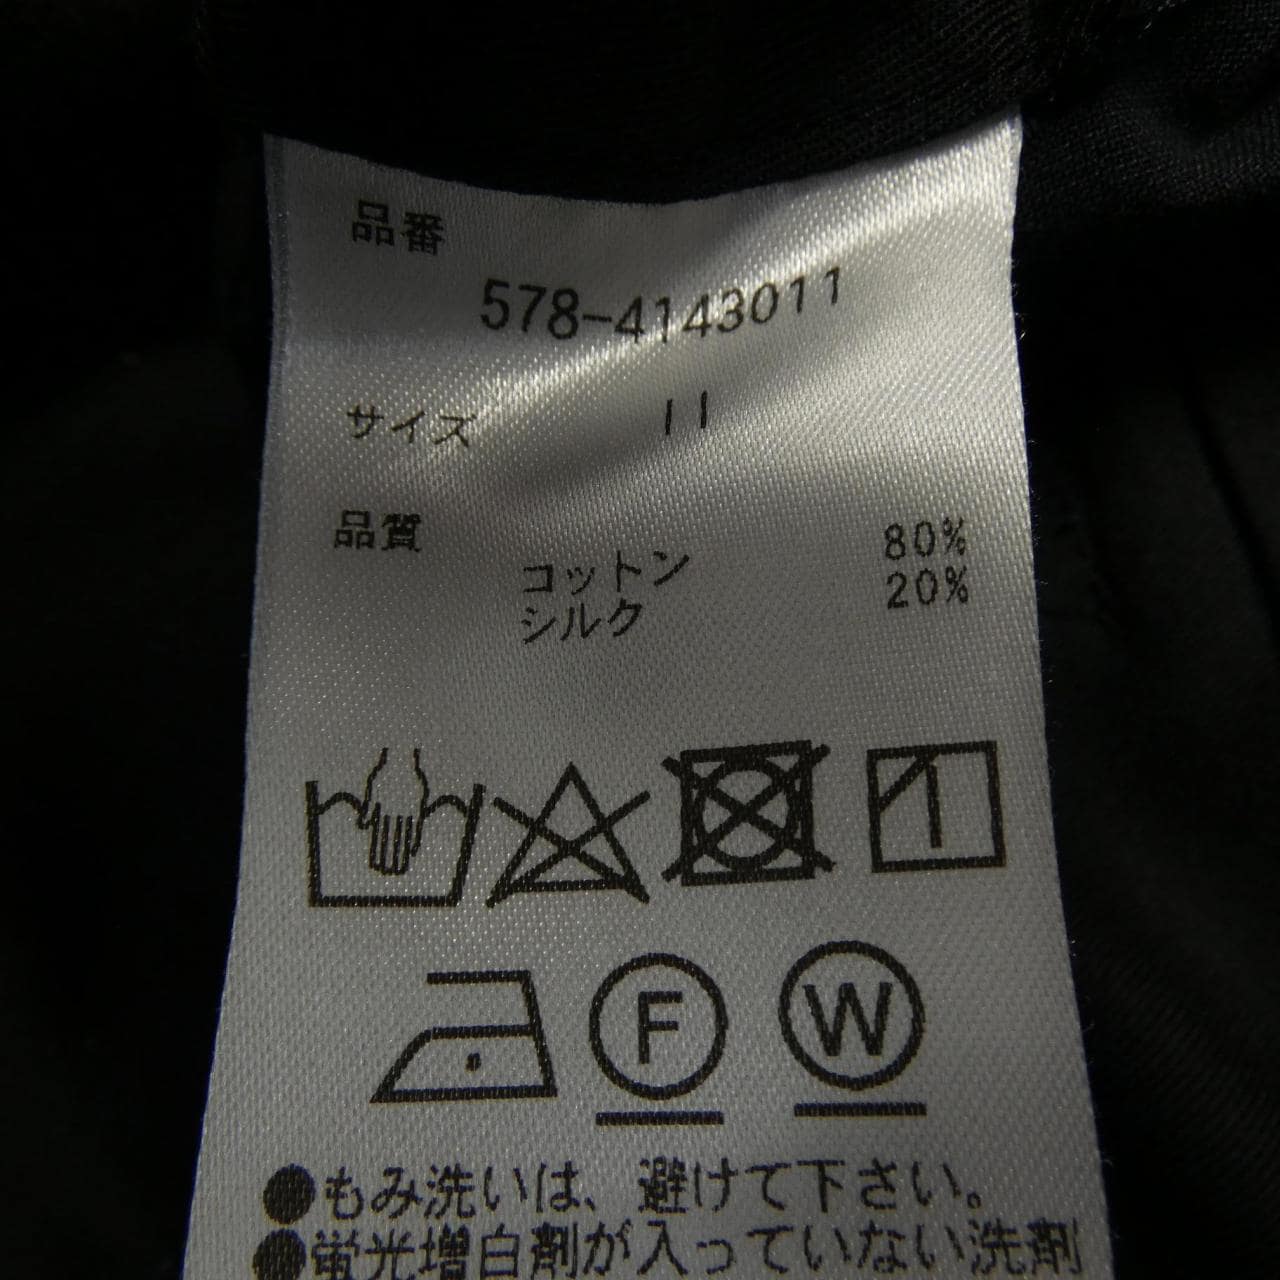 品番
578-4143011
サイズ 11
品質
コットン 80%
シルク 20%
F W
●もみ洗いは、避けて下さい。
●蛍光増白剤が入っていない洗剤